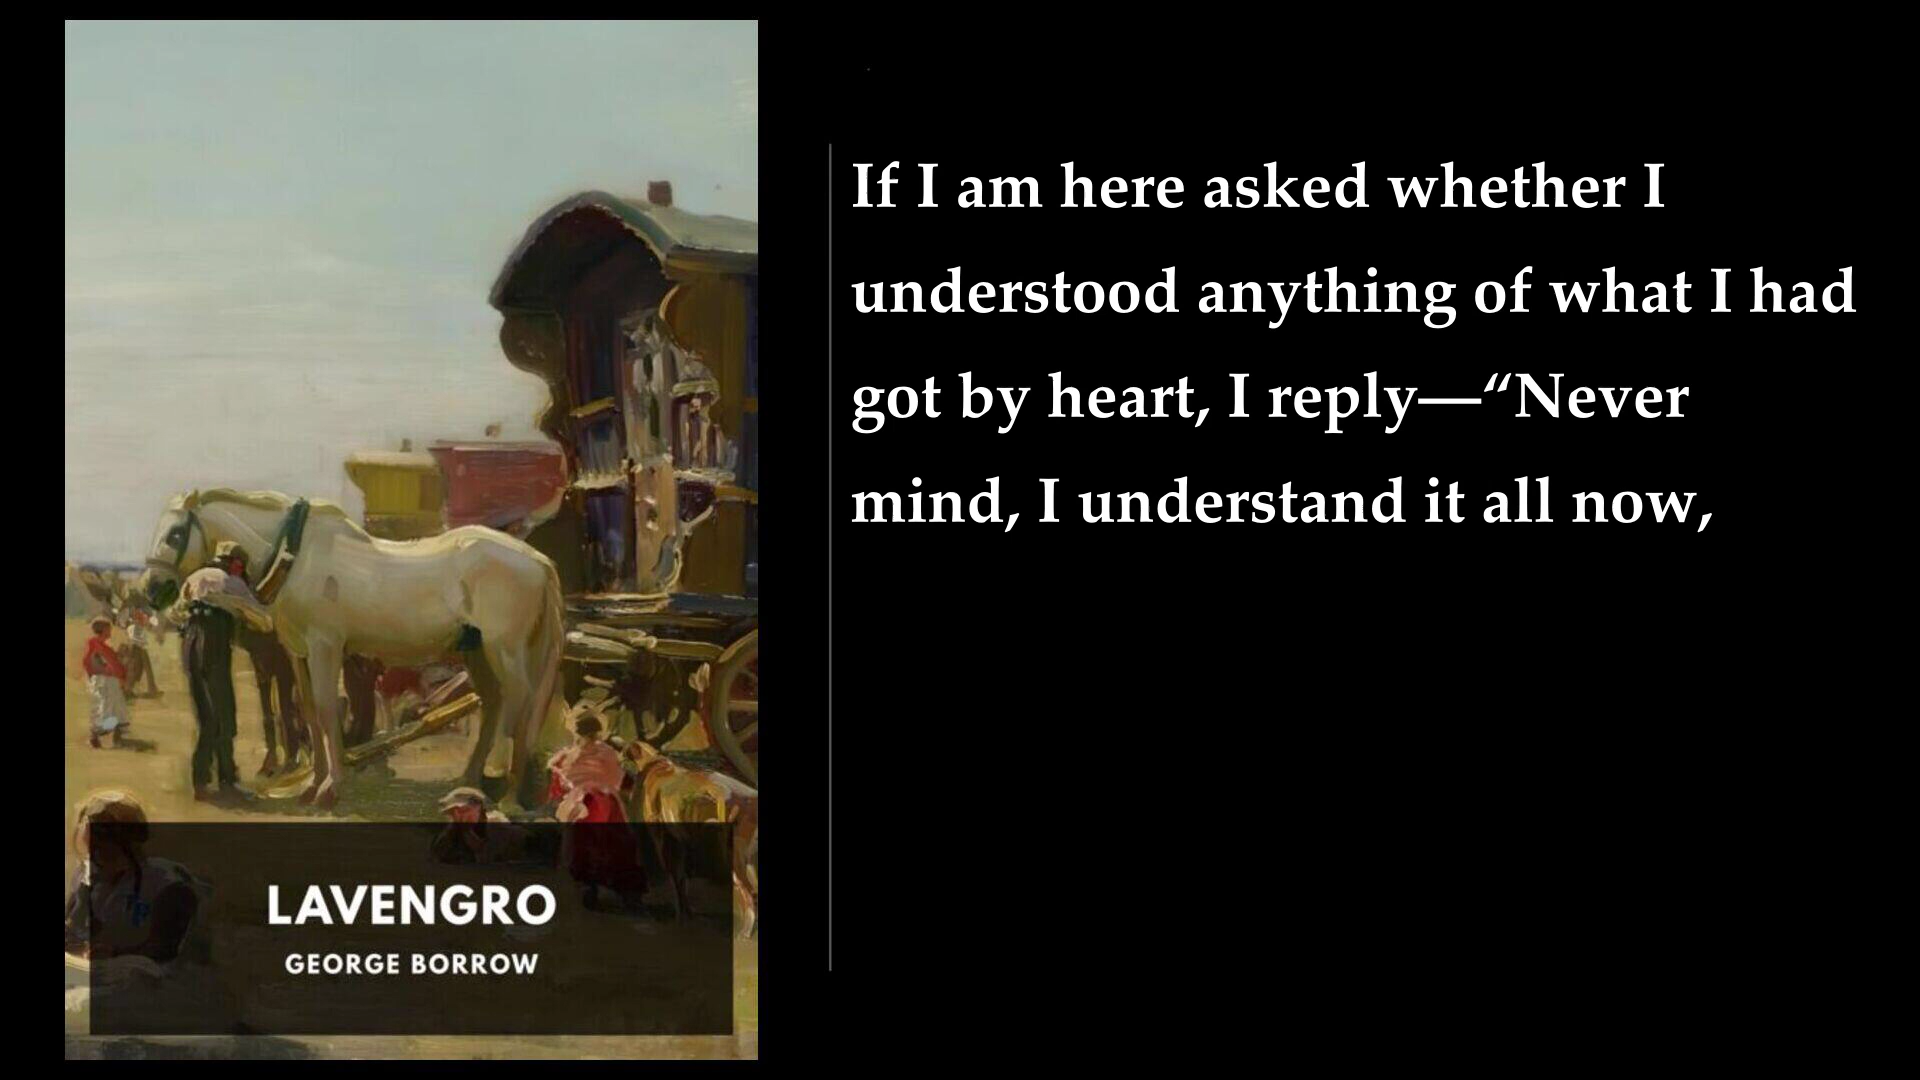 If I am here asked whether I
understood anything of what I had
got by heart, I reply—“Never
mind, I understand it all now,
LAVENGRO
GEORGE BORROW